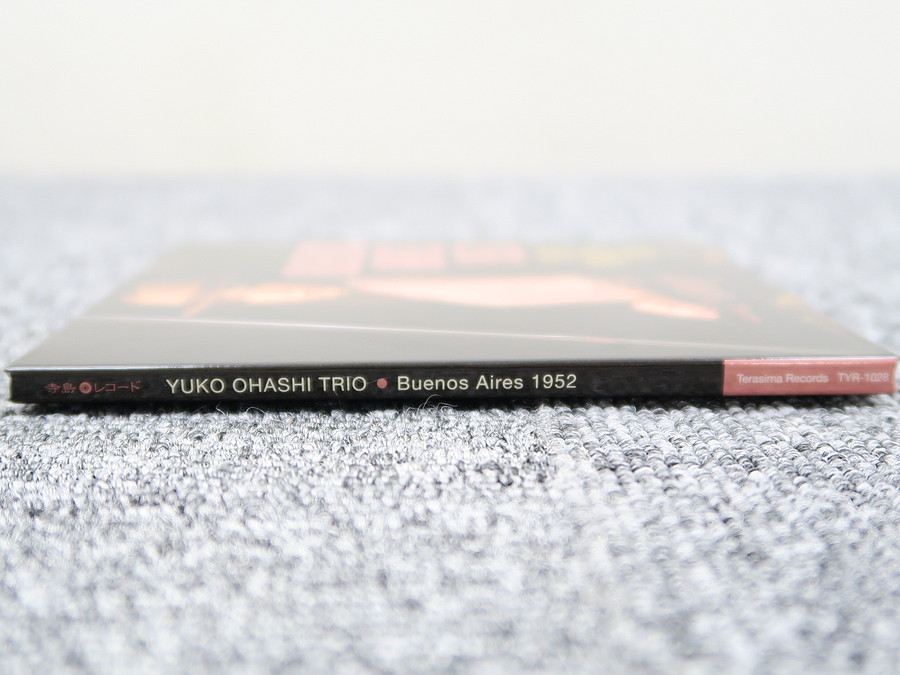 寺島レコード YUKO OHASHI TRIO • Buenos Aires 1952 Terasima Records TYR-1028